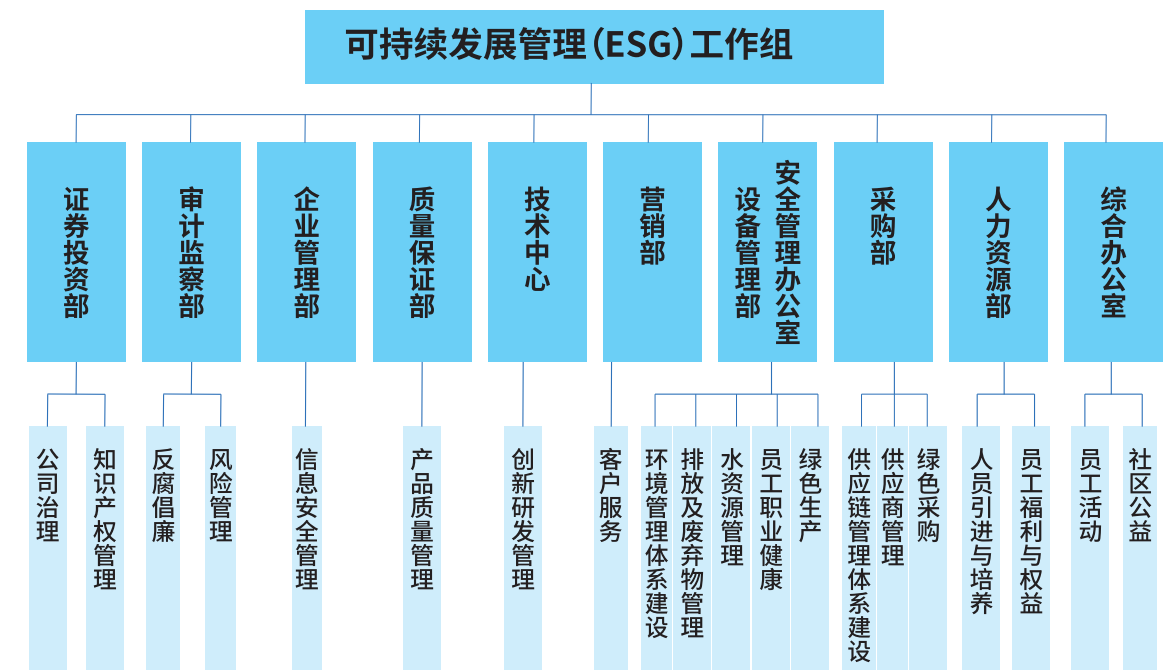 可持续发展管理（ESG）工作组
证券投资部
审计监察部
企业管理部
质量保证部
技术中心
营销部
安全管理办公室
设备管理部
采购部
人力资源部
综合办公室
公司治理
知识产权管理
反腐倡廉
风险管理
信息安全管理
产品质量管理
创新研发管理
客户服务
环境管理体系建设
排放及废弃物管理
水资源管理
员工职业健康
绿色生产
供应链管理体系建设
供应商管理
绿色采购
人员引进与培养
员工福利与权益
员工活动
社区公益